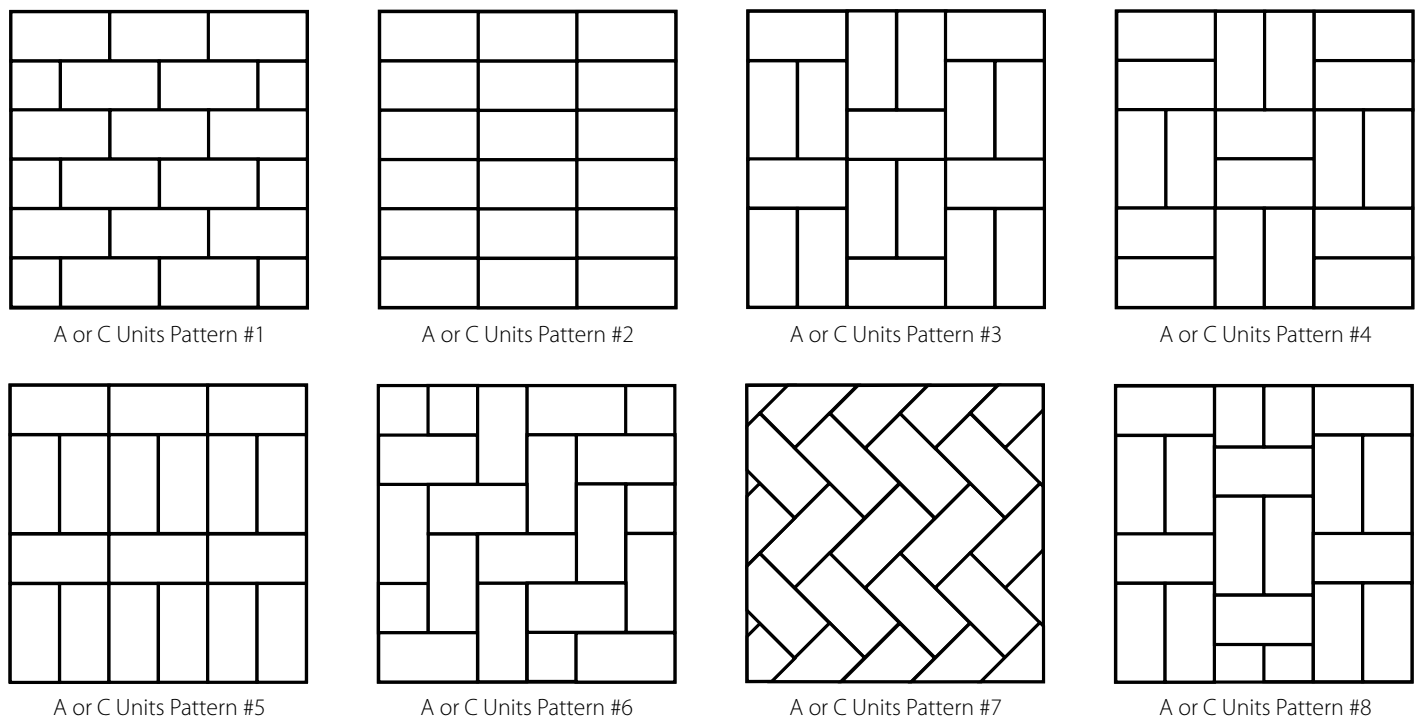 A or C Units Pattern #1
A or C Units Pattern #2
A or C Units Pattern #3
A or C Units Pattern #4
A or C Units Pattern #5
A or C Units Pattern #6
A or C Units Pattern #7
A or C Units Pattern #8